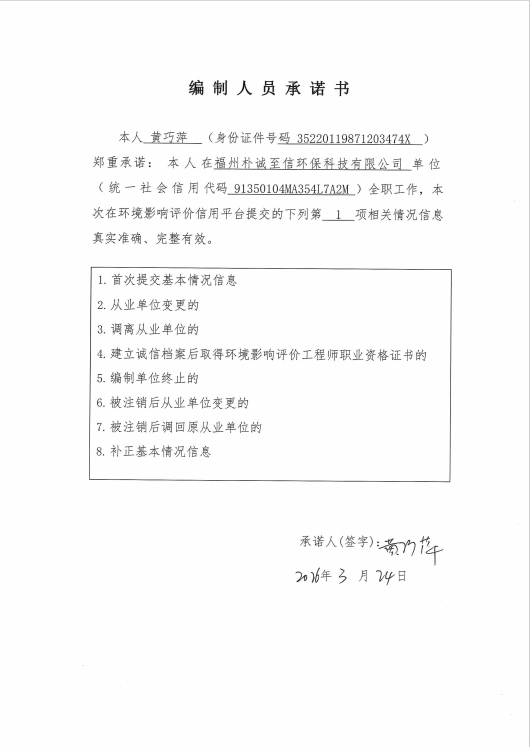 编制人员承诺书
本人 黄巧萍 （身份证件号码 35220119871203474X ）
郑重承诺： 本人在福州朴诚至信环保科技有限公司 单位
（统一社会信用代码 91350104MA354L7A2M ）全职工作，本
次在环境影响评价信用平台提交的下列第 1 项相关情况信息
真实准确、完整有效。
1. 首次提交基本情况信息
2. 从业单位变更的
3. 调离从业单位的
4. 建立诚信档案后取得环境影响评价工程师职业资格证书的
5. 编制单位终止的
6. 被注销后从业单位变更的
7. 被注销后调回原从业单位的
8. 补正基本情况信息
承诺人(签字): 黄巧萍
2026年 3 月 24日